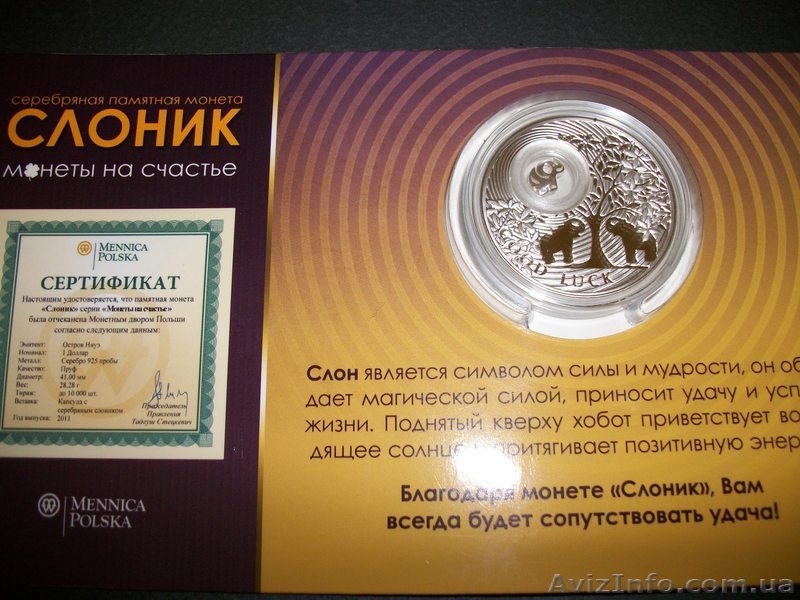 серебряная памятная монета
СЛОНИК
монеты на счастье
MENNICA
POLSKA
СЕРТИФИКАТ
Настоящим удостоверяется, что памятная монета
«Слоник» серии «Монеты на счастье»
была отчеканена Монетным двором Польши
согласно следующим данным:
Эмитент: Остров Ниуэ
Номинал: 1 Доллар
Металл: Серебро 925 пробы
Качество: Пруф
Диаметр: 41,00 мм
Вес: 28,28 г
Тираж: до 10 000 шт.
Вставка: Капсула с
серебряным слоником
Год выпуска: 2011
Председатель
Правления
Тадеуш Стецкевич
MENNICA
POLSKA
GOOD LUCK
Слон является символом силы и мудрости, он об
дает магической силой, приносит удачу и усп
жизни. Поднятый кверху хобот приветствует во
дящее солнце притягивает позитивную энер
Благодаря монете «Слоник», Вам
всегда будет сопутствовать удача!
AvizInfo.com.ua